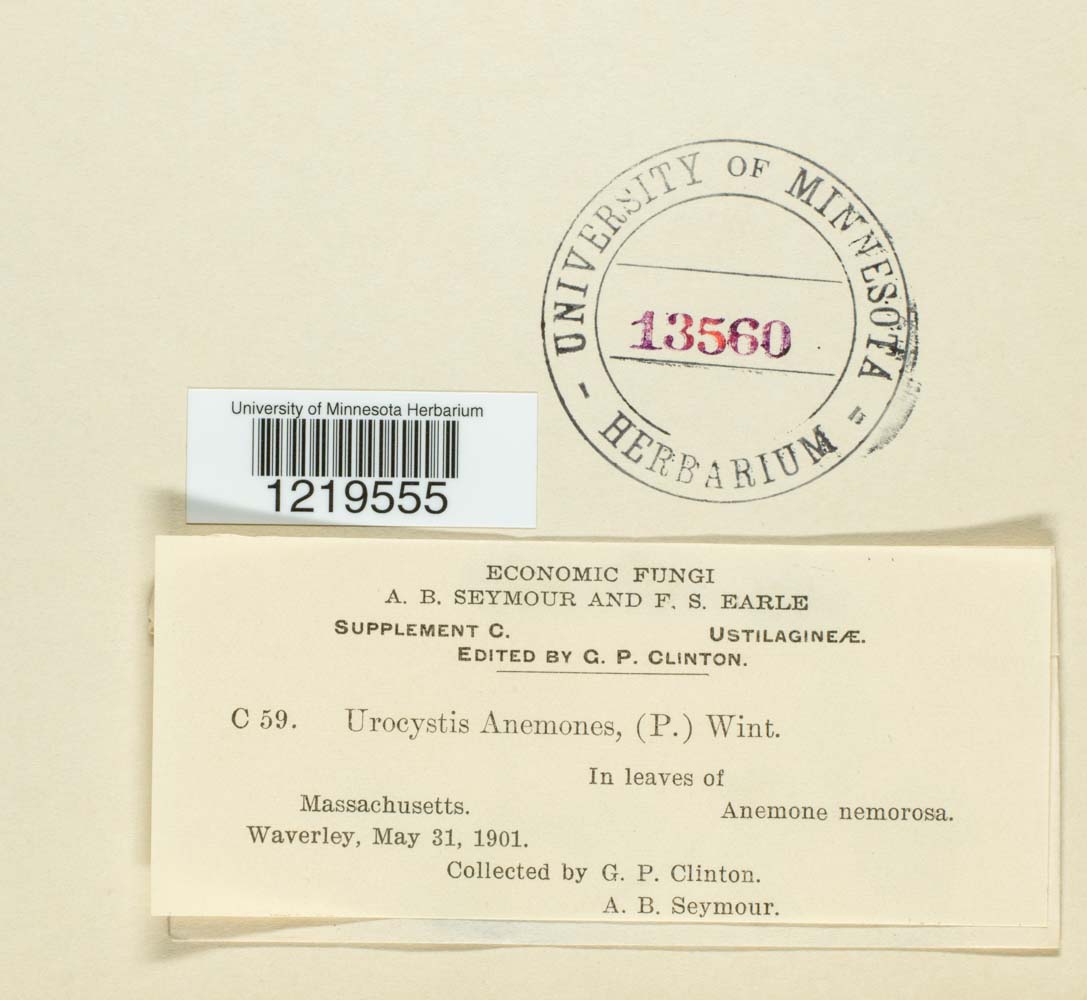 UNIVERSITY OF MINNESOTA
13560
- HERBARIUM =
University of Minnesota Herbarium
1219555
ECONOMIC FUNGI
A. B. SEYMOUR AND F. S. EARLE
SUPPLEMENT C. USTILAGINEÆ.
EDITED BY G. P. CLINTON.
C 59. Urocystis Anemones, (P.) Wint.
In leaves of
Massachusetts. Anemone nemorosa.
Waverley, May 31, 1901.
Collected by G. P. Clinton.
A. B. Seymour.